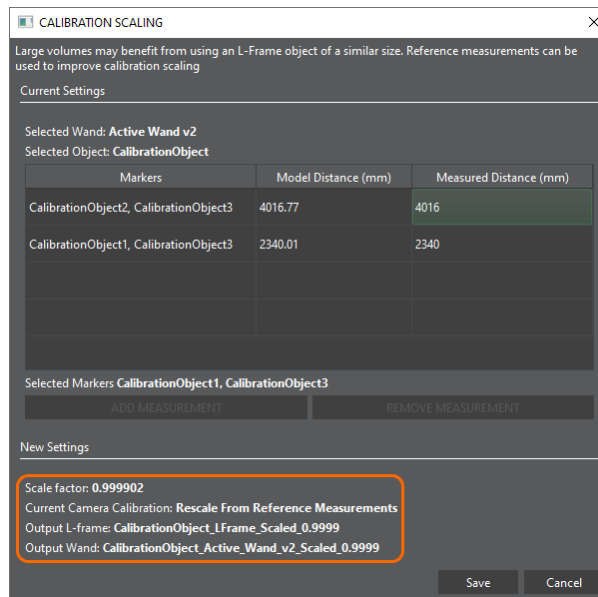 CALIBRATION SCALING
Large volumes may benefit from using an L-Frame object of a similar size. Reference measurements can be
used to improve calibration scaling
Current Settings
Selected Wand: Active Wand v2
Selected Object: CalibrationObject
Markers Model Distance (mm) Measured Distance (mm)
CalibrationObject2, CalibrationObject3 4016.77 4016
CalibrationObject1, CalibrationObject3 2340.01 2340
Selected Markers CalibrationObject1, CalibrationObject3
ADD MEASUREMENT REMOVE MEASUREMENT
New Settings
Scale factor: 0.999902
Current Camera Calibration: Rescale From Reference Measurements
Output L-frame: CalibrationObject_LFrame_Scaled_0.9999
Output Wand: CalibrationObject_Active_Wand_v2_Scaled_0.9999
Save Cancel